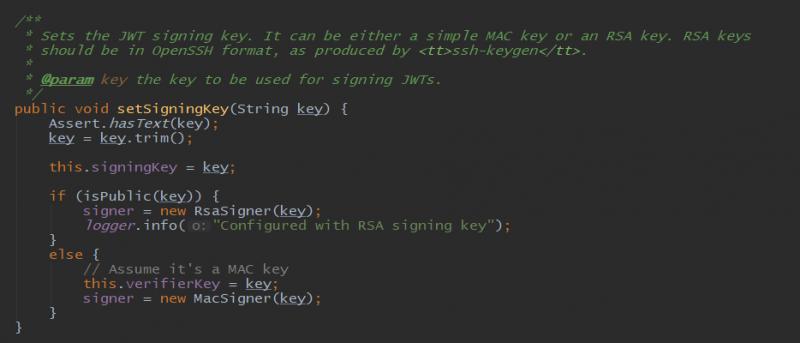 /**
 * Sets the JWT signing key. It can be either a simple MAC key or an RSA key. RSA keys
 * should be in OpenSSH format, as produced by <tt>ssh-keygen</tt>.
 *
 * @param key the key to be used for signing JWTs.
 */
public void setSigningKey(String key) {
    Assert.hasText(key);
    key = key.trim();

    this.signingKey = key;

    if (isPublic(key)) {
        signer = new RsaSigner(key);
        logger.info( o: "Configured with RSA signing key");
    }
    else {
        // Assume it's a MAC key
        this.verifierKey = key;
        signer = new MacSigner(key);
    }
}